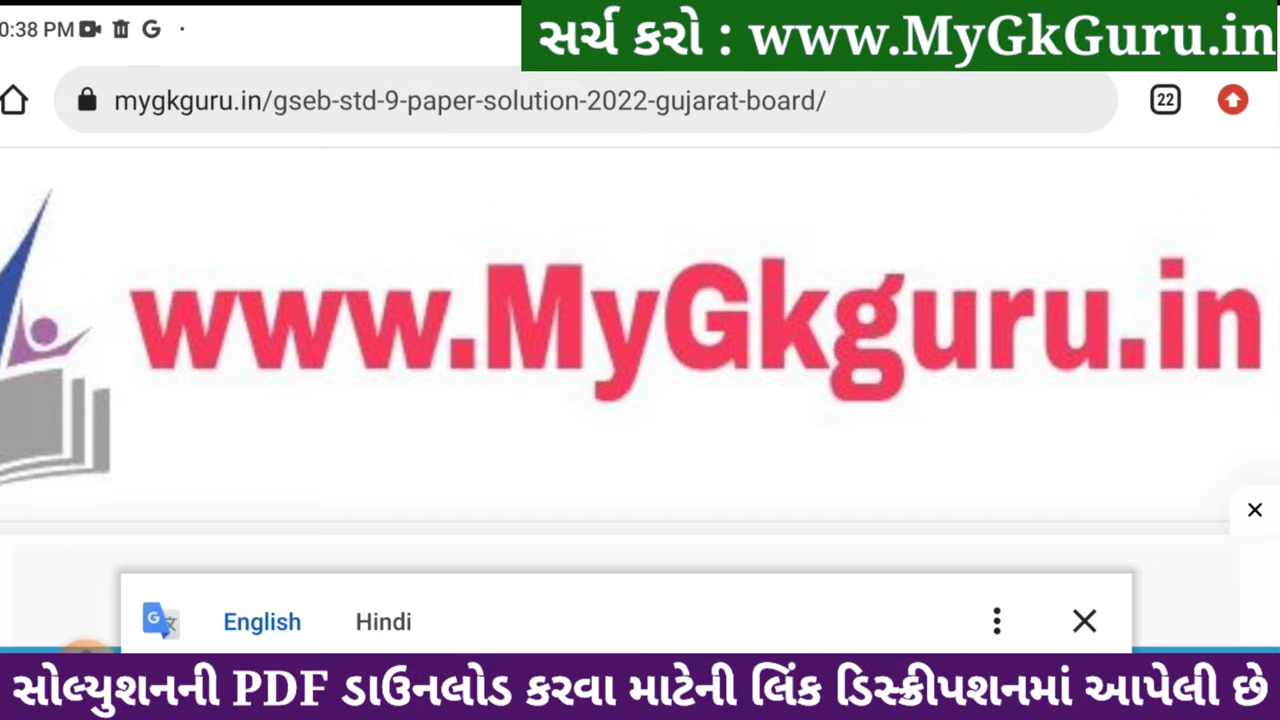 સર્ચ કરો : www.MyGkGuru.in
0:38 PM
mygkguru.in/gseb-std-9-paper-solution-2022-gujarat-board/
22
www.MyGkguru.in
English Hindi
સોલ્યુશનની PDF ડાઉનલોડ કરવા માટેની લિંક ડિસ્ક્રીપશનમાં આપેલી છે